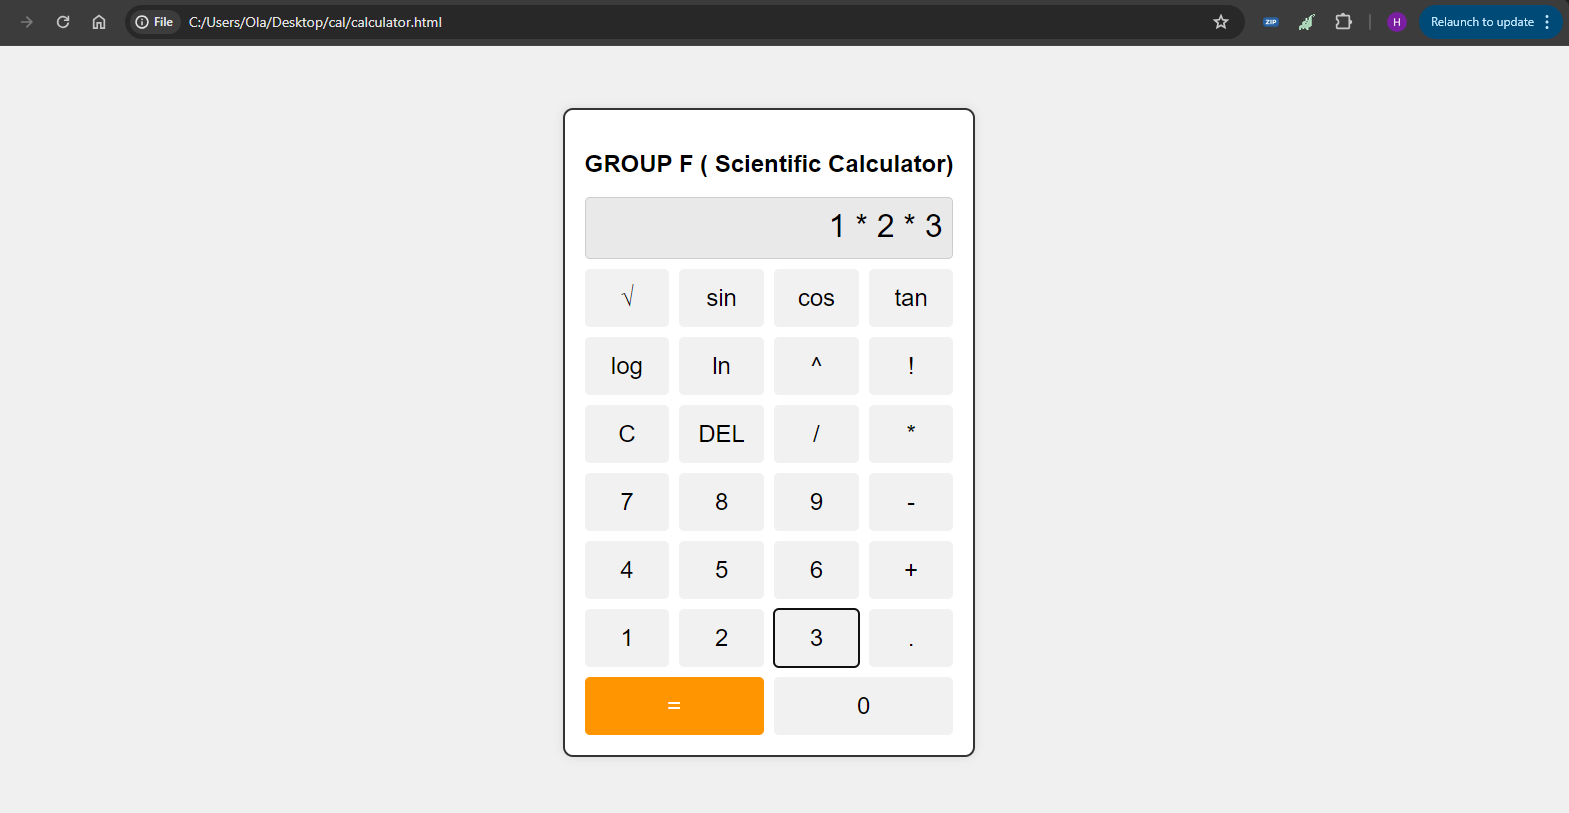 File C:/Users/Ola/Desktop/cal/calculator.html ZIP H Relaunch to update
GROUP F ( Scientific Calculator)
1 * 2 * 3
√ sin cos tan
log ln ^ !
C DEL / *
7 8 9 -
4 5 6 +
1 2 3 .
= 0